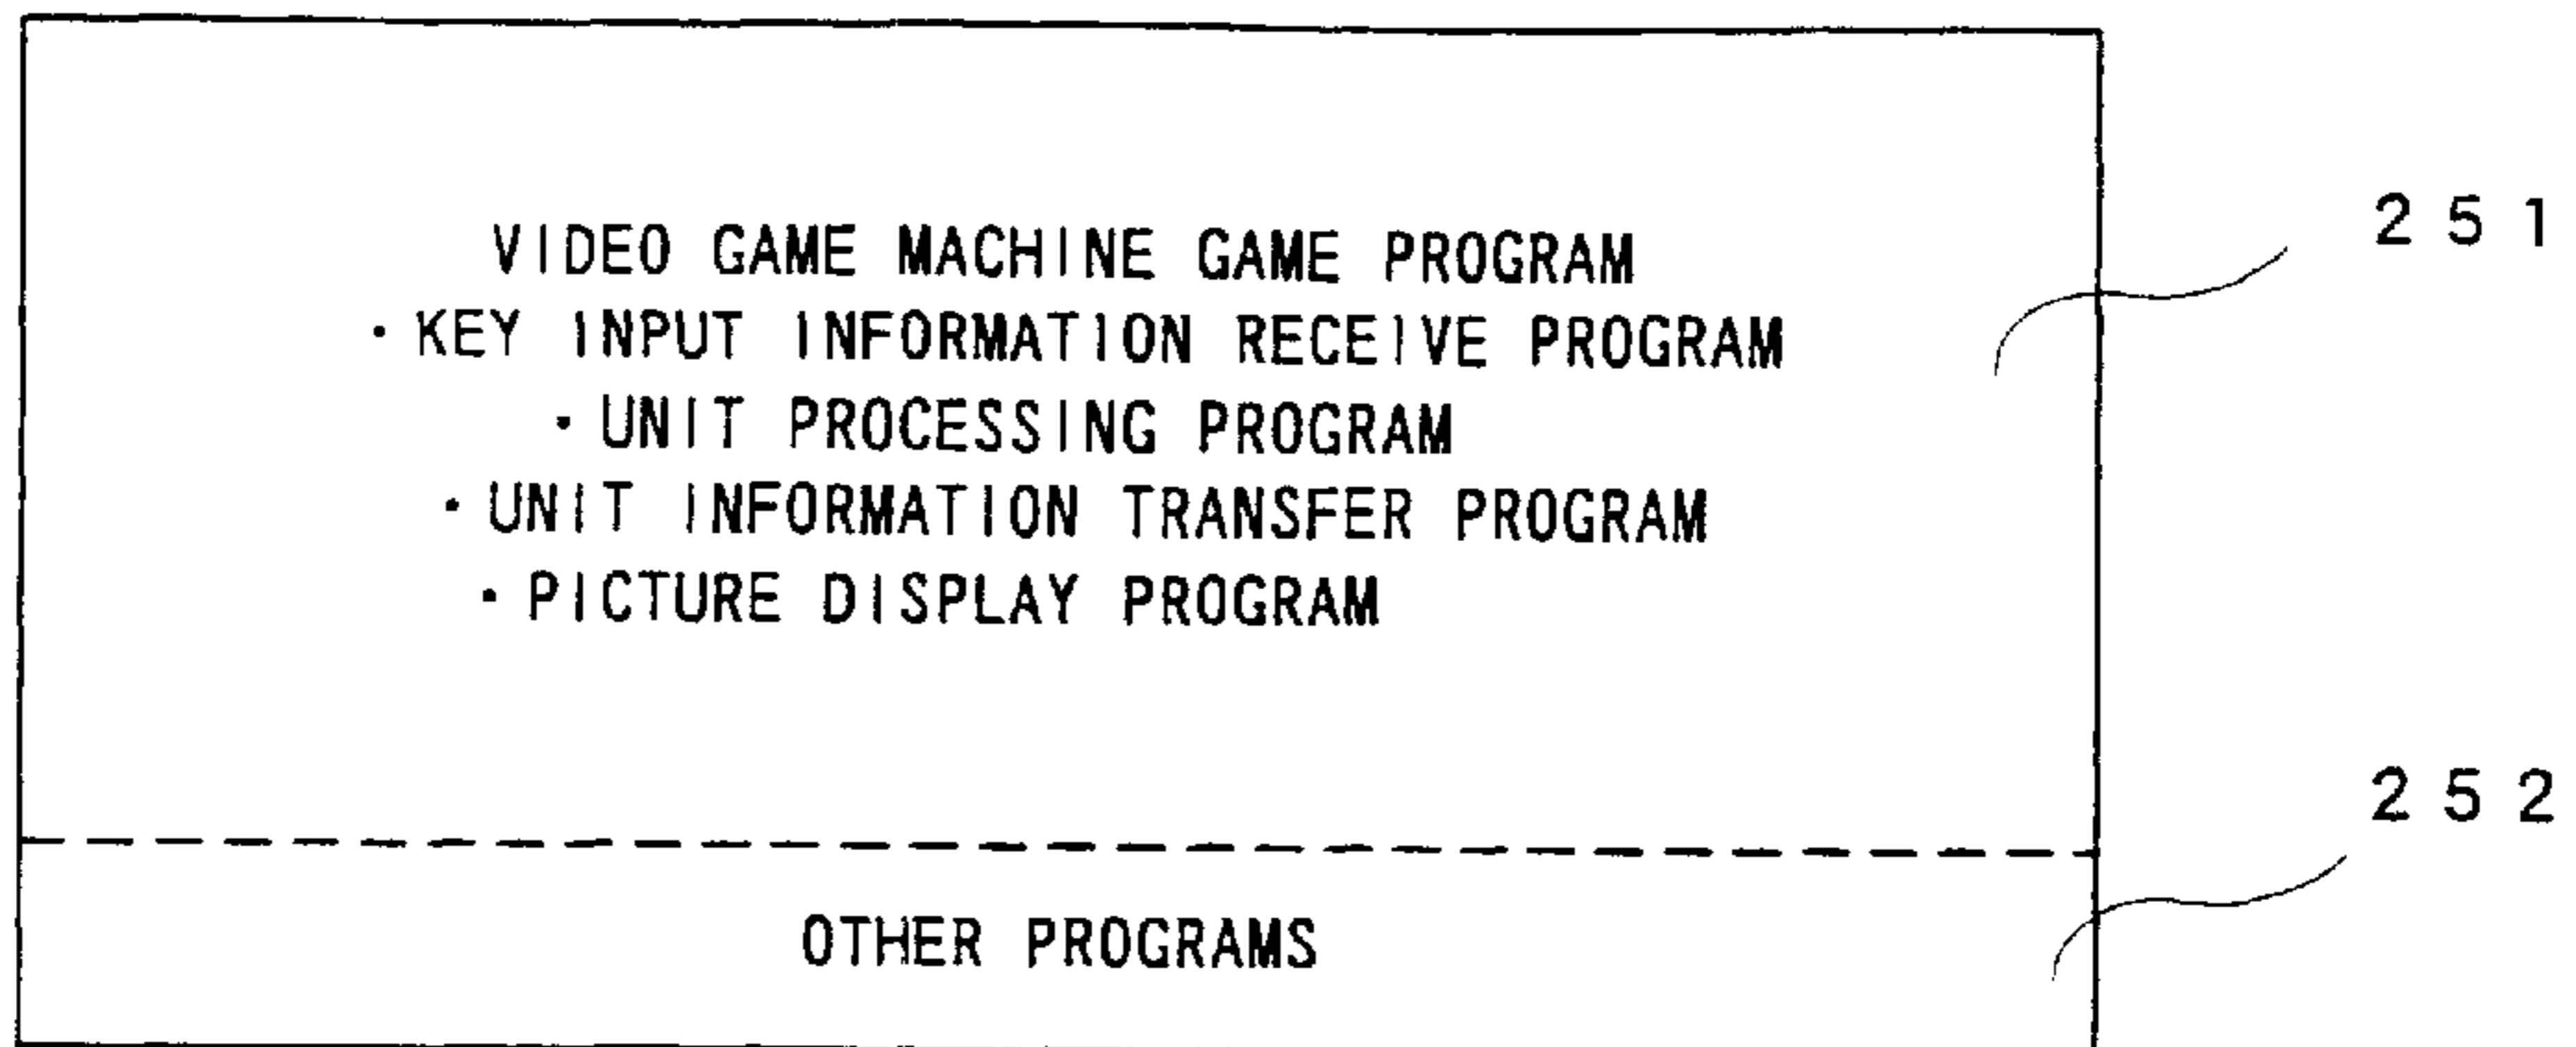 VIDEO GAME MACHINE GAME PROGRAM
251
・KEY INPUT INFORMATION RECEIVE PROGRAM
・UNIT PROCESSING PROGRAM
・UNIT INFORMATION TRANSFER PROGRAM
・PICTURE DISPLAY PROGRAM
252
OTHER PROGRAMS